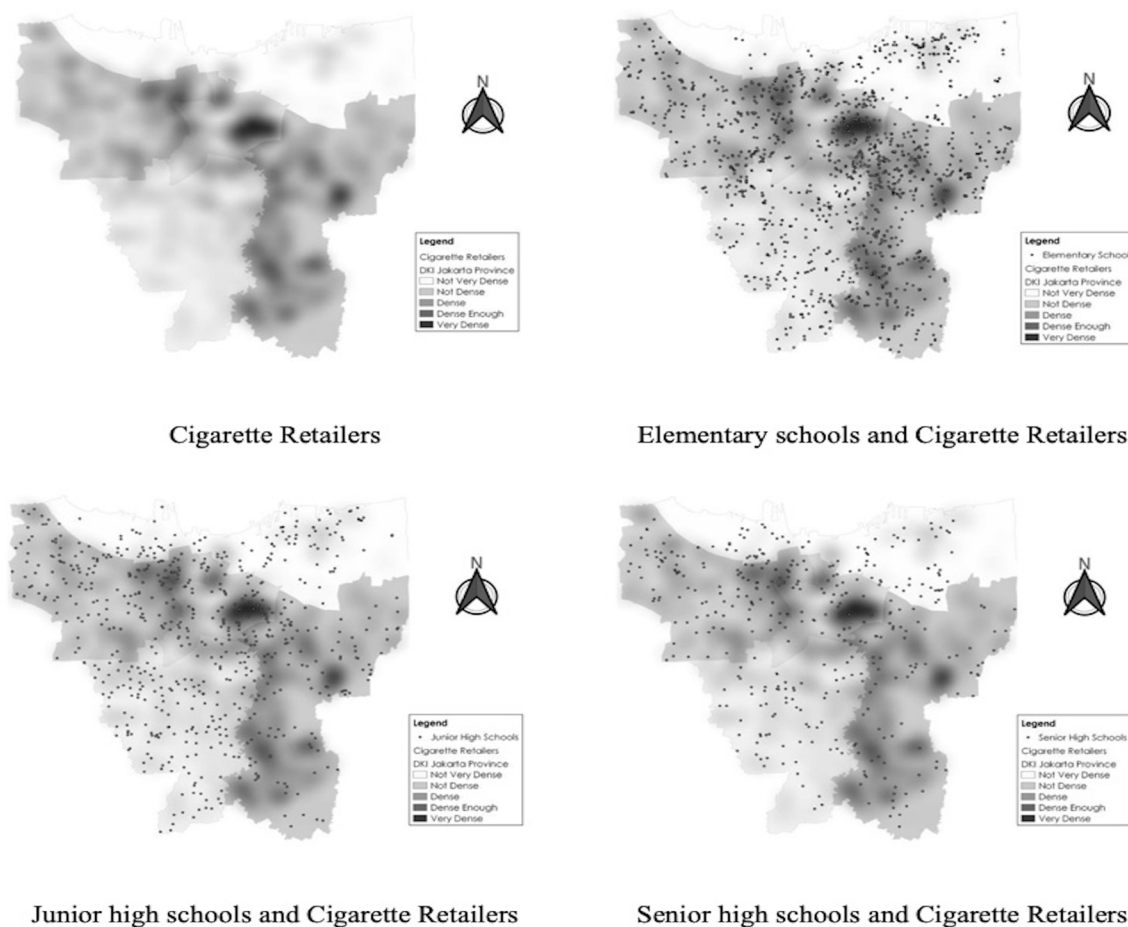 N
Legend
Cigarette Retailers
DKI Jakarta Province
Not Very Dense
Not Dense
Dense
Dense Enough
Very Dense
Cigarette Retailers
N
Legend
Elementary School
Cigarette Retailers
DKI Jakarta Province
Not Very Dense
Not Dense
Dense
Dense Enough
Very Dense
Elementary schools and Cigarette Retailers
N
Legend
Junior High Schools
Cigarette Retailers
DKI Jakarta Province
Not Very Dense
Not Dense
Dense
Dense Enough
Very Dense
Junior high schools and Cigarette Retailers
N
Legend
Senior High Schools
Cigarette Retailers
DKI Jakarta Province
Not Very Dense
Not Dense
Dense
Dense Enough
Very Dense
Senior high schools and Cigarette Retailers